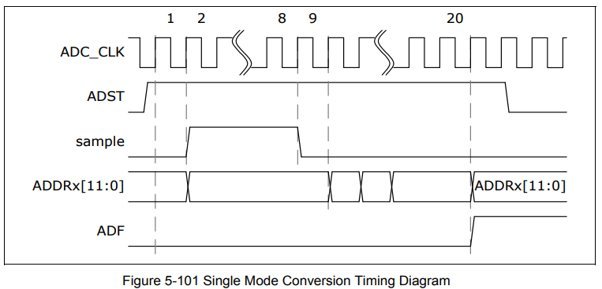 1 2 8 9 20
ADC_CLK
ADST
sample
ADDRx[11:0] ADDRx[11:0]
ADF
Figure 5-101 Single Mode Conversion Timing Diagram